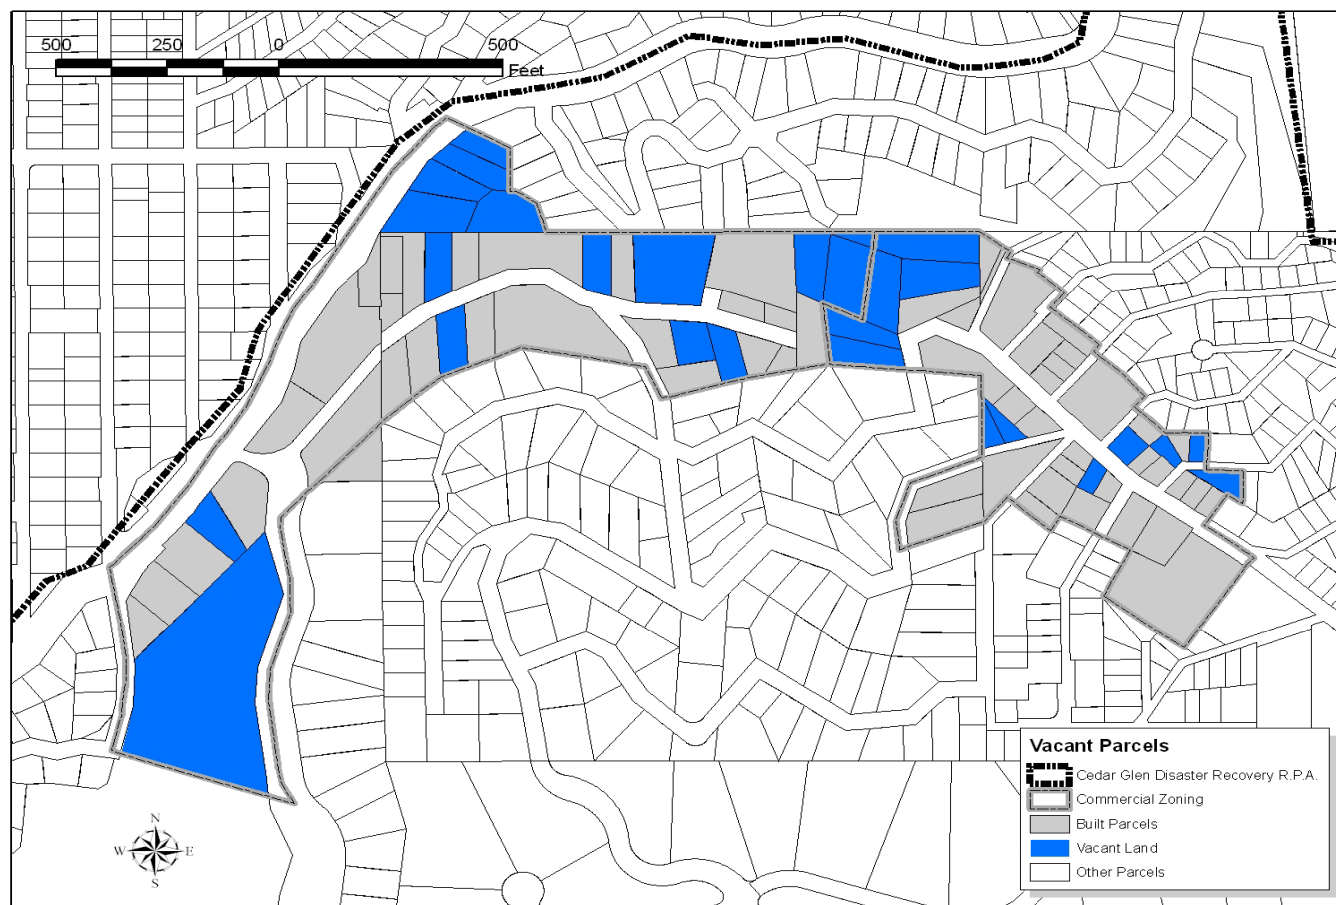 500 250 0 500
Feet
Vacant Parcels
Cedar Glen Disaster Recovery R.P.A.
Commercial Zoning
Built Parcels
Vacant Land
Other Parcels
N
W E
S